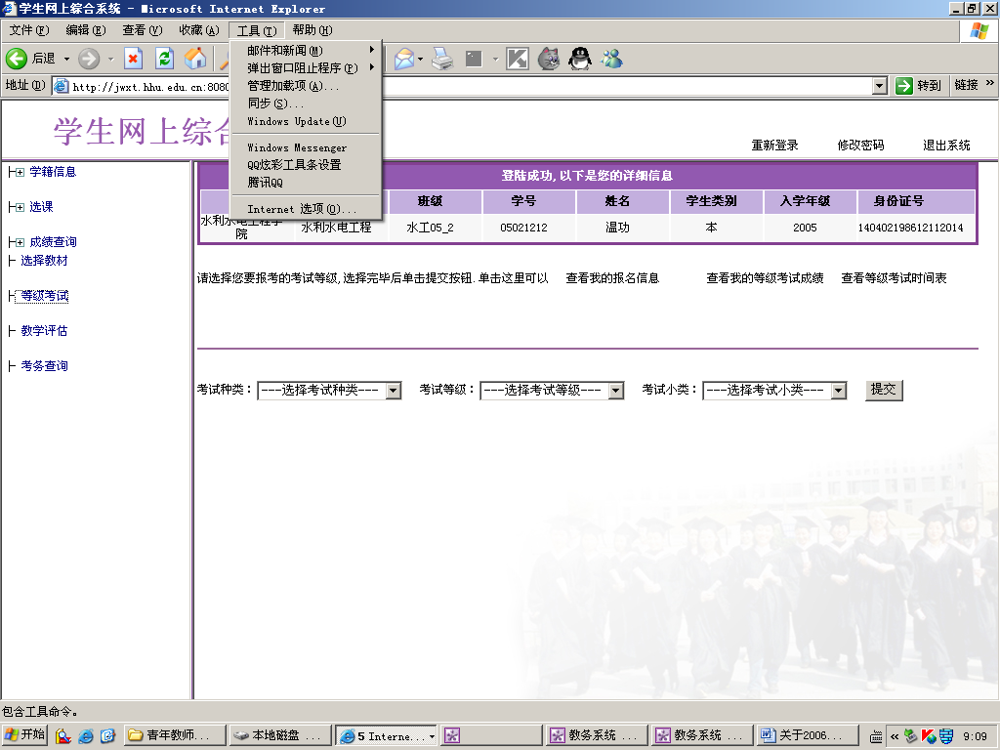 学生网上综合系统 - Microsoft Internet Explorer
文件(F) 编辑(E) 查看(V) 收藏(A) 工具(T) 帮助(H)
后退
地址(D) http://jwxt.hhu.edu.cn:8080 转到 链接 »
邮件和新闻(M)
弹出窗口阻止程序(P)
管理加载项(A)...
同步(S)...
Windows Update(U)
Windows Messenger
QQ炫彩工具条设置
腾讯QQ
Internet 选项(O)...
学生网上综合
重新登录 修改密码 退出系统
学籍信息
选课
成绩查询
选择教材
等级考试
教学评估
考务查询
登陆成功,以下是您的详细信息
班级 学号 姓名 学生类别 入学年级 身份证号
水利水电工程学院 水利水电工程 水工05_2 05021212 温功 本 2005 140402198612112014
请选择您要报考的考试等级,选择完毕后单击提交按钮.单击这里可以 查看我的报名信息 查看我的等级考试成绩 查看等级考试时间表
考试种类: ---选择考试种类--- 考试等级: ---选择考试等级--- 考试小类: ---选择考试小类--- 提交
包含工具命令。
开始 青年教师... 本地磁盘 ... 5 Interne... 教务系统 ... 教务系统 ... 关于2006... « 9:09